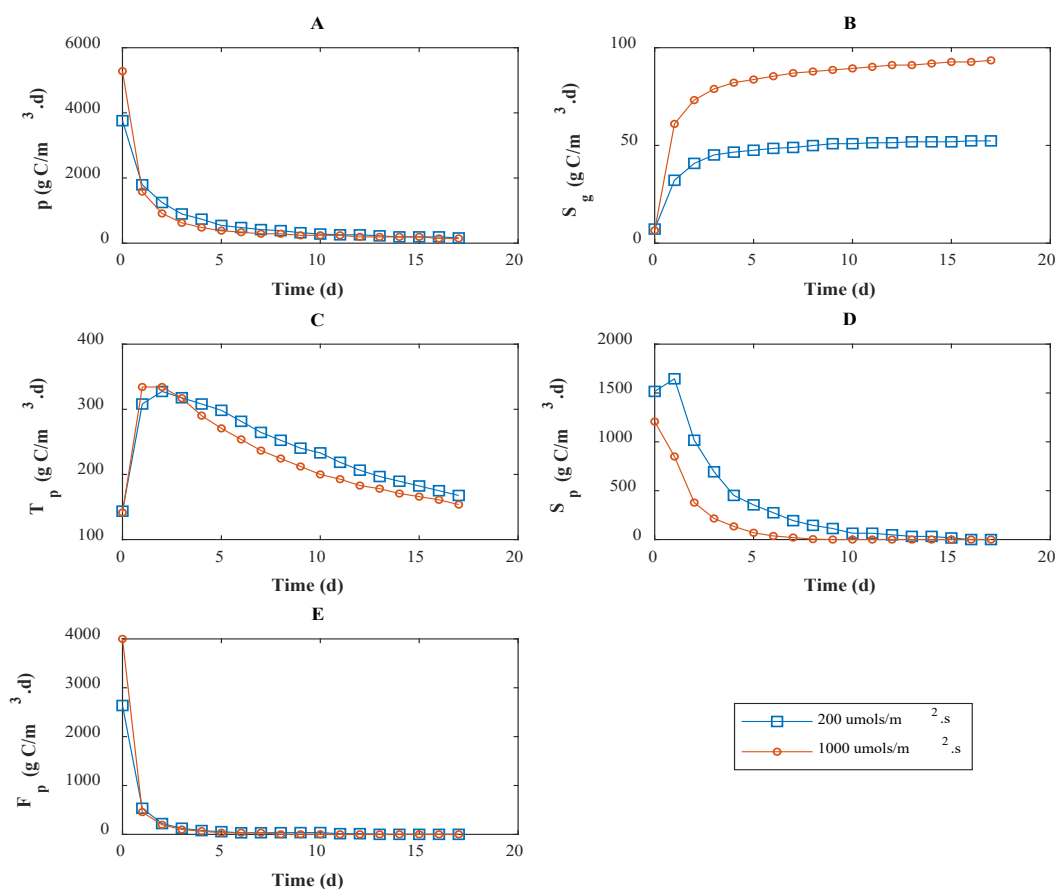 A
p (g C/m 3.d)
6000
4000
2000
0
0 5 10 15 20
Time (d)
B
S g (g C/m 3.d)
100
50
0
0 5 10 15 20
Time (d)
C
T p (g C/m 3.d)
400
300
200
100
0 5 10 15 20
Time (d)
D
S p (g C/m 3.d)
2000
1500
1000
500
0
0 5 10 15 20
Time (d)
E
F p (g C/m 3.d)
4000
3000
2000
1000
0
0 5 10 15 20
Time (d)
200 umols/m 2.s
1000 umols/m 2.s